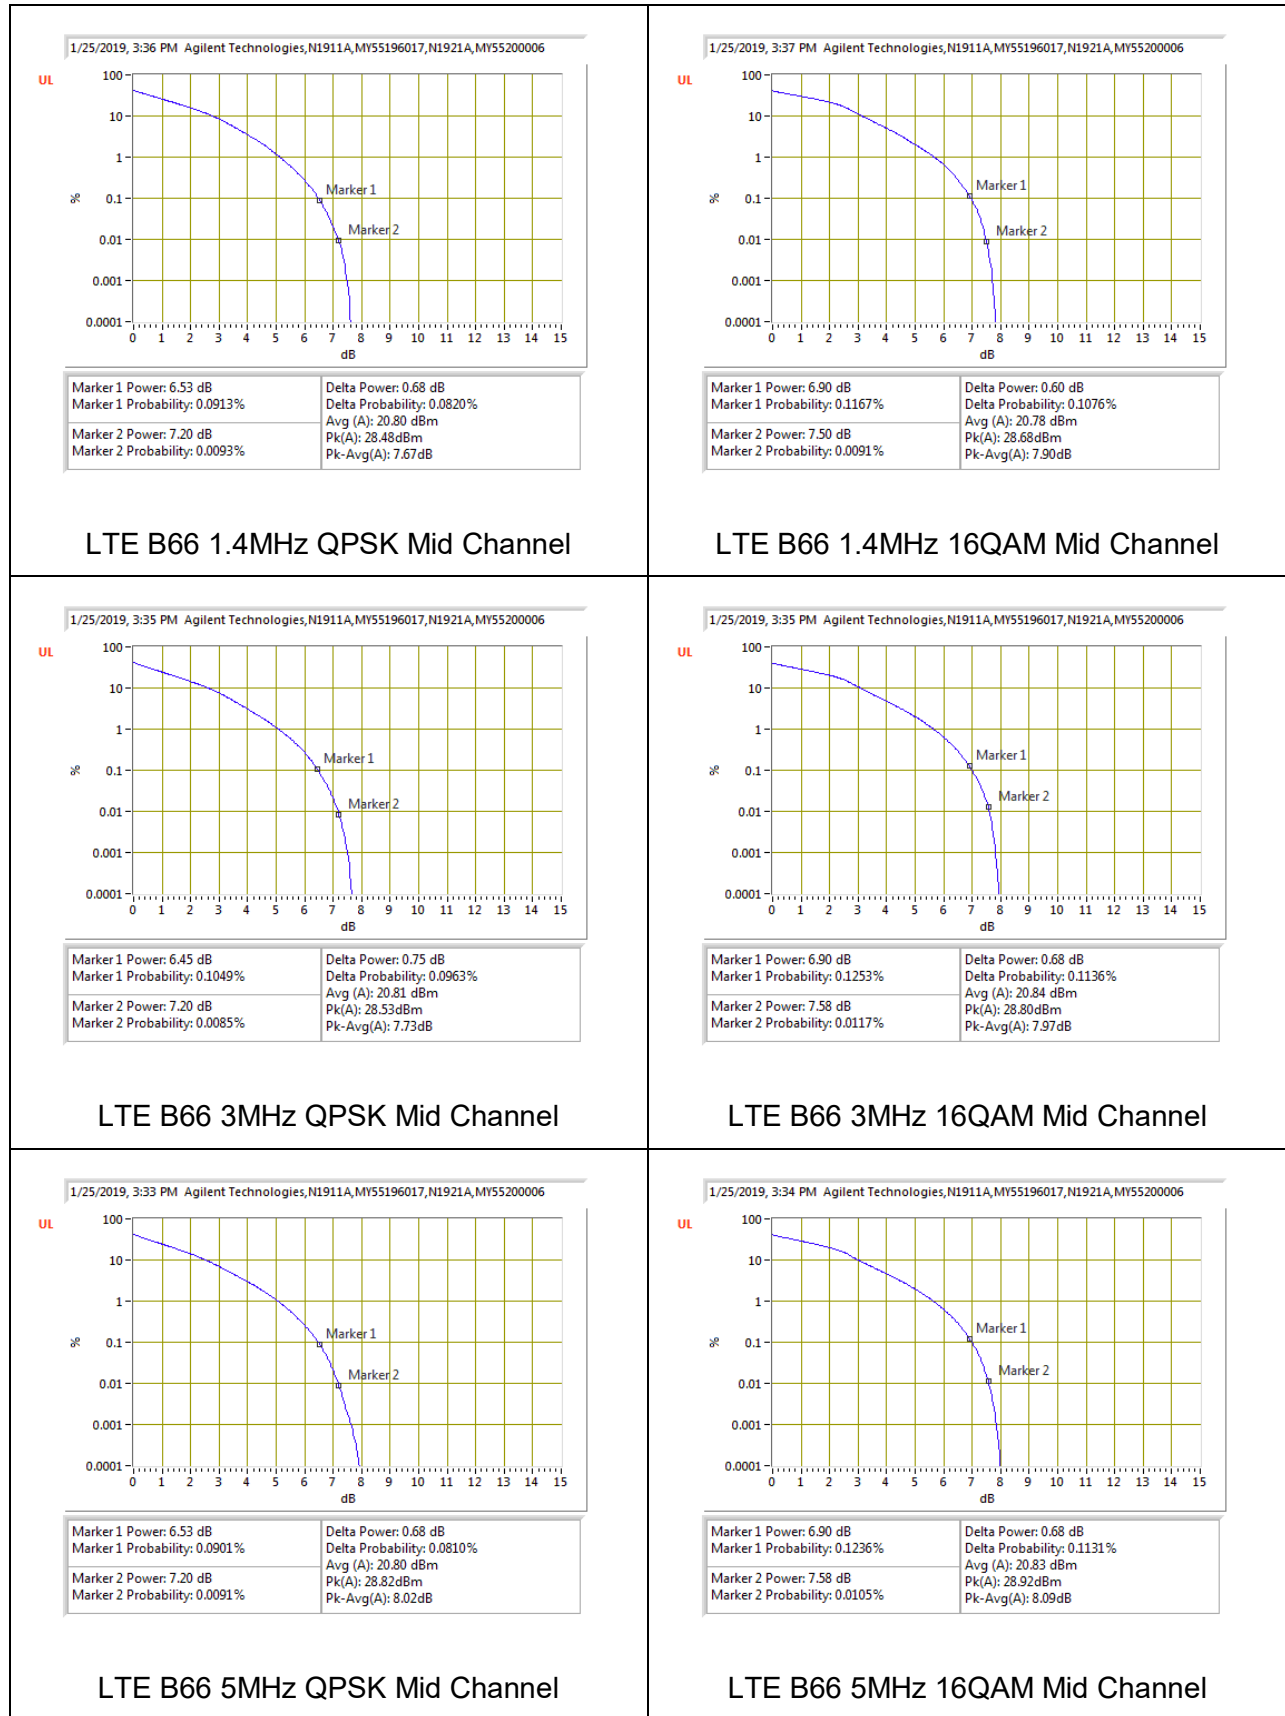 1/25/2019, 3:36 PM  Agilent Technologies,N1911A,MY55196017,N1921A,MY55200006
UL
100
10
1
0.1
0.01
0.001
0.0001
%
Marker 1
Marker 2
0 1 2 3 4 5 6 7 8 9 10 11 12 13 14 15
dB
Marker 1 Power: 6.53 dB
Marker 1 Probability: 0.0913%
Marker 2 Power: 7.20 dB
Marker 2 Probability: 0.0093%
Delta Power: 0.68 dB
Delta Probability: 0.0820%
Avg (A): 20.80 dBm
Pk(A): 28.48dBm
Pk-Avg(A): 7.67dB
LTE B66 1.4MHz QPSK Mid Channel
1/25/2019, 3:37 PM  Agilent Technologies,N1911A,MY55196017,N1921A,MY55200006
UL
100
10
1
0.1
0.01
0.001
0.0001
%
Marker 1
Marker 2
0 1 2 3 4 5 6 7 8 9 10 11 12 13 14 15
dB
Marker 1 Power: 6.90 dB
Marker 1 Probability: 0.1167%
Marker 2 Power: 7.50 dB
Marker 2 Probability: 0.0091%
Delta Power: 0.60 dB
Delta Probability: 0.1076%
Avg (A): 20.78 dBm
Pk(A): 28.68dBm
Pk-Avg(A): 7.90dB
LTE B66 1.4MHz 16QAM Mid Channel
1/25/2019, 3:35 PM  Agilent Technologies,N1911A,MY55196017,N1921A,MY55200006
UL
100
10
1
0.1
0.01
0.001
0.0001
%
Marker 1
Marker 2
0 1 2 3 4 5 6 7 8 9 10 11 12 13 14 15
dB
Marker 1 Power: 6.45 dB
Marker 1 Probability: 0.1049%
Marker 2 Power: 7.20 dB
Marker 2 Probability: 0.0085%
Delta Power: 0.75 dB
Delta Probability: 0.0963%
Avg (A): 20.81 dBm
Pk(A): 28.53dBm
Pk-Avg(A): 7.73dB
LTE B66 3MHz QPSK Mid Channel
1/25/2019, 3:35 PM  Agilent Technologies,N1911A,MY55196017,N1921A,MY55200006
UL
100
10
1
0.1
0.01
0.001
0.0001
%
Marker 1
Marker 2
0 1 2 3 4 5 6 7 8 9 10 11 12 13 14 15
dB
Marker 1 Power: 6.90 dB
Marker 1 Probability: 0.1253%
Marker 2 Power: 7.58 dB
Marker 2 Probability: 0.0117%
Delta Power: 0.68 dB
Delta Probability: 0.1136%
Avg (A): 20.84 dBm
Pk(A): 28.80dBm
Pk-Avg(A): 7.97dB
LTE B66 3MHz 16QAM Mid Channel
1/25/2019, 3:33 PM  Agilent Technologies,N1911A,MY55196017,N1921A,MY55200006
UL
100
10
1
0.1
0.01
0.001
0.0001
%
Marker 1
Marker 2
0 1 2 3 4 5 6 7 8 9 10 11 12 13 14 15
dB
Marker 1 Power: 6.53 dB
Marker 1 Probability: 0.0901%
Marker 2 Power: 7.20 dB
Marker 2 Probability: 0.0091%
Delta Power: 0.68 dB
Delta Probability: 0.0810%
Avg (A): 20.80 dBm
Pk(A): 28.82dBm
Pk-Avg(A): 8.02dB
LTE B66 5MHz QPSK Mid Channel
1/25/2019, 3:34 PM  Agilent Technologies,N1911A,MY55196017,N1921A,MY55200006
UL
100
10
1
0.1
0.01
0.001
0.0001
%
Marker 1
Marker 2
0 1 2 3 4 5 6 7 8 9 10 11 12 13 14 15
dB
Marker 1 Power: 6.90 dB
Marker 1 Probability: 0.1236%
Marker 2 Power: 7.58 dB
Marker 2 Probability: 0.0105%
Delta Power: 0.68 dB
Delta Probability: 0.1131%
Avg (A): 20.83 dBm
Pk(A): 28.92dBm
Pk-Avg(A): 8.09dB
LTE B66 5MHz 16QAM Mid Channel